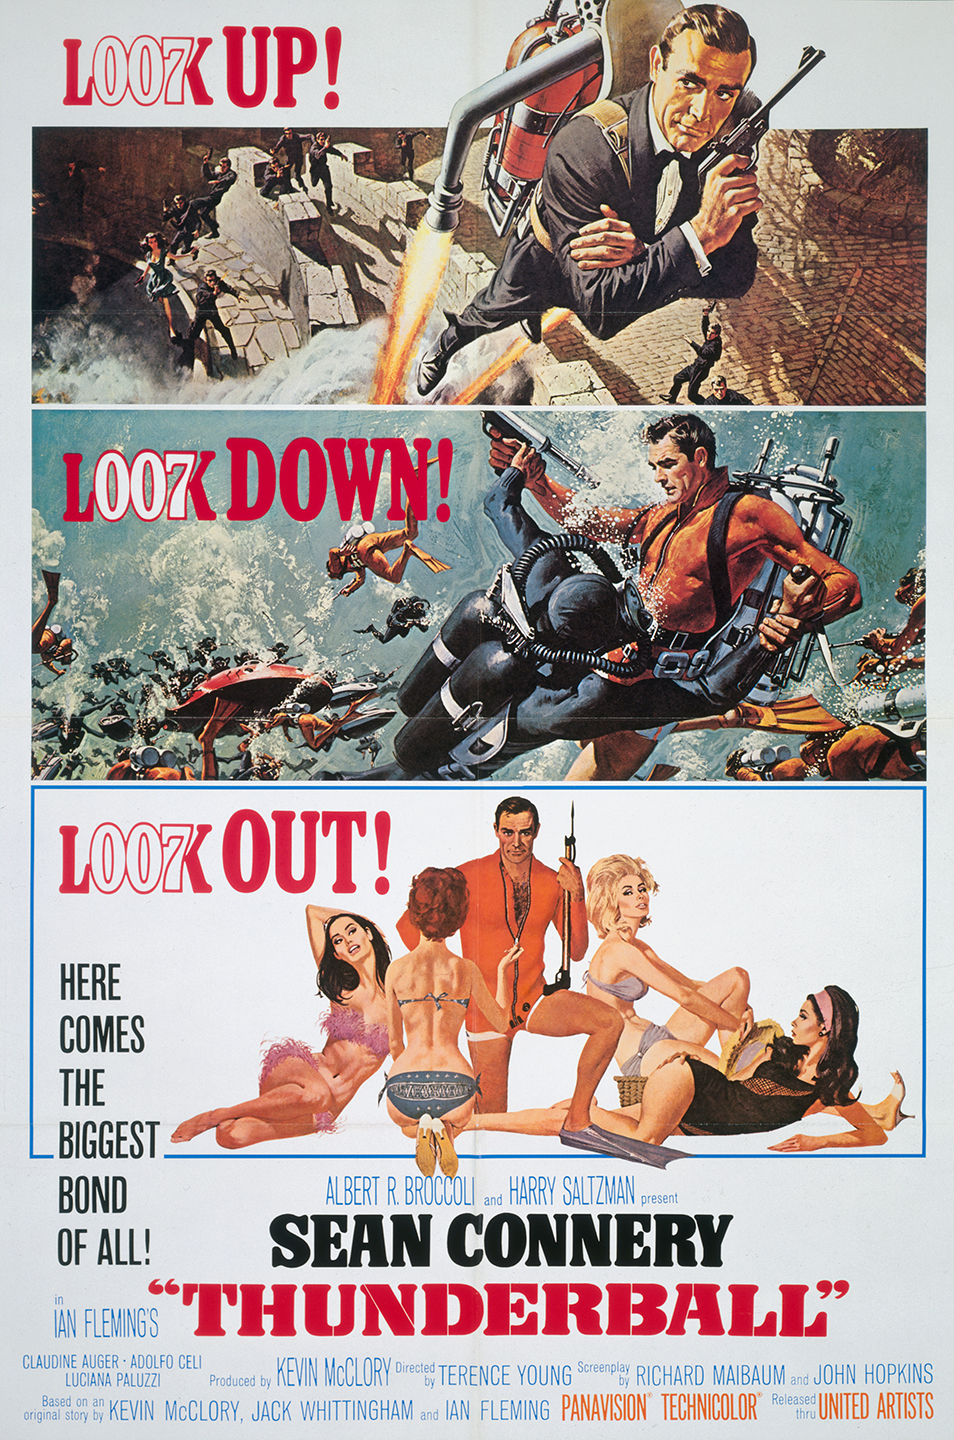 LOO7K UP!
LOO7K DOWN!
LOO7K OUT!
HERE
COMES
THE
BIGGEST
BOND
OF ALL!
ALBERT R. BROCCOLI and HARRY SALTZMAN present
SEAN CONNERY
in
IAN FLEMING'S
“THUNDERBALL”
CLAUDINE AUGER · ADOLFO CELI
LUCIANA PALUZZI
Produced by KEVIN McCLORY Directed by TERENCE YOUNG Screenplay by RICHARD MAIBAUM and JOHN HOPKINS
Based on an original story by KEVIN McCLORY, JACK WHITTINGHAM and IAN FLEMING PANAVISION® TECHNICOLOR® Released thru UNITED ARTISTS